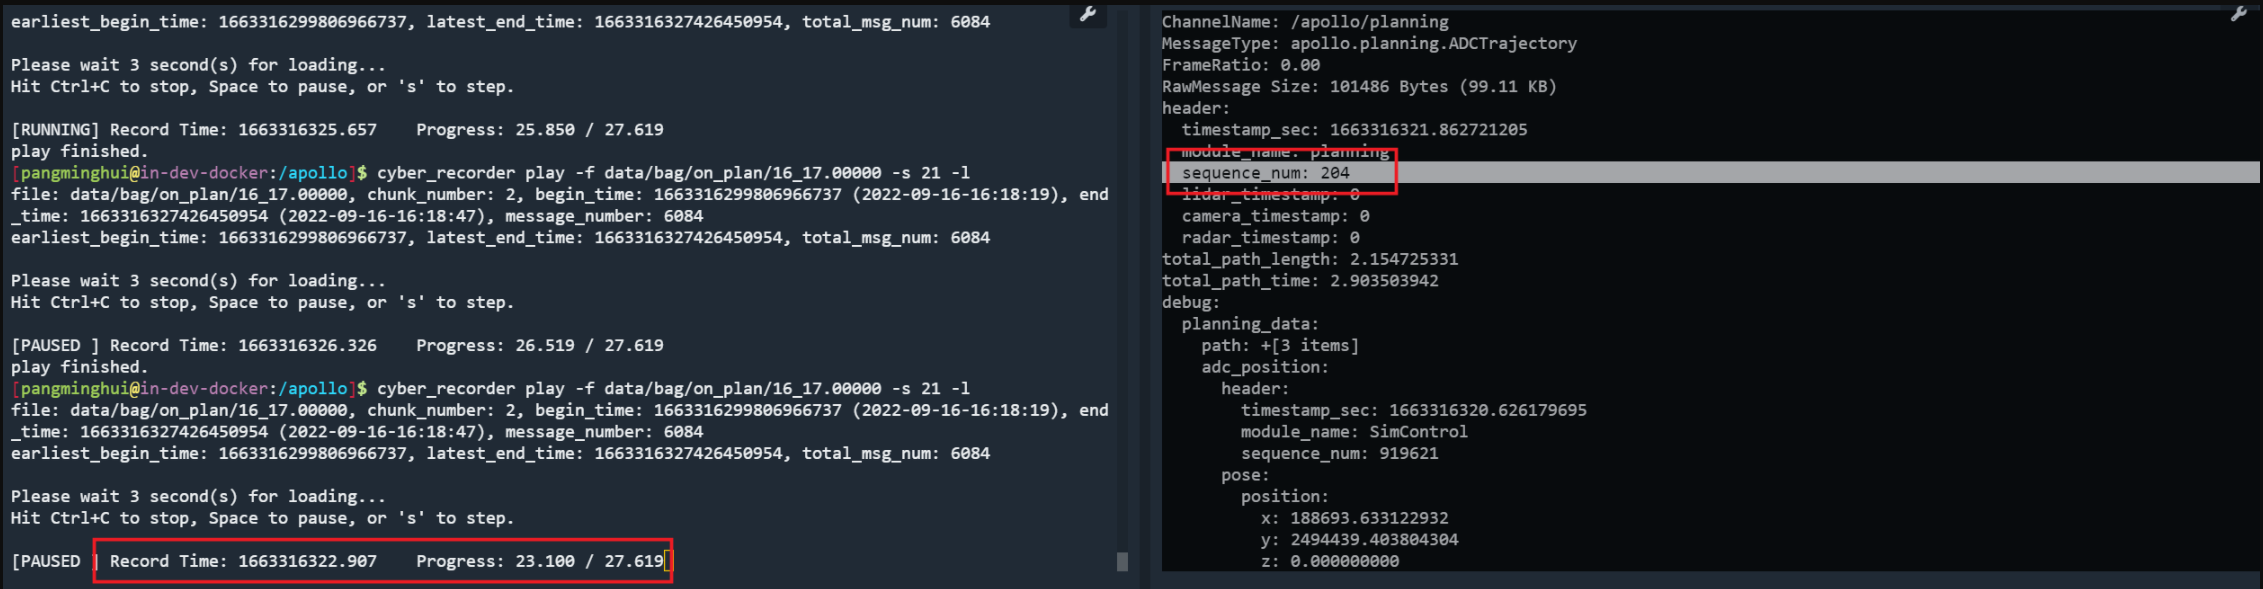 earliest_begin_time: 1663316299806966737, latest_end_time: 1663316327426450954, total_msg_num: 6084
Please wait 3 second(s) for loading...
Hit Ctrl+C to stop, Space to pause, or 's' to step.
[RUNNING] Record Time: 1663316325.657    Progress: 25.850 / 27.619
play finished.
[pangminghui@in-dev-docker:/apollo]$ cyber_recorder play -f data/bag/on_plan/16_17.00000 -s 21 -l
file: data/bag/on_plan/16_17.00000, chunk_number: 2, begin_time: 1663316299806966737 (2022-09-16-16:18:19), end
_time: 1663316327426450954 (2022-09-16-16:18:47), message_number: 6084
earliest_begin_time: 1663316299806966737, latest_end_time: 1663316327426450954, total_msg_num: 6084
Please wait 3 second(s) for loading...
Hit Ctrl+C to stop, Space to pause, or 's' to step.
[PAUSED ] Record Time: 1663316326.326    Progress: 26.519 / 27.619
play finished.
[pangminghui@in-dev-docker:/apollo]$ cyber_recorder play -f data/bag/on_plan/16_17.00000 -s 21 -l
file: data/bag/on_plan/16_17.00000, chunk_number: 2, begin_time: 1663316299806966737 (2022-09-16-16:18:19), end
_time: 1663316327426450954 (2022-09-16-16:18:47), message_number: 6084
earliest_begin_time: 1663316299806966737, latest_end_time: 1663316327426450954, total_msg_num: 6084
Please wait 3 second(s) for loading...
Hit Ctrl+C to stop, Space to pause, or 's' to step.
[PAUSED ] Record Time: 1663316322.907    Progress: 23.100 / 27.619
ChannelName: /apollo/planning
MessageType: apollo.planning.ADCTrajectory
FrameRatio: 0.00
RawMessage Size: 101486 Bytes (99.11 KB)
header:
timestamp_sec: 1663316321.862721205
module_name: planning
sequence_num: 204
lidar_timestamp: 0
camera_timestamp: 0
radar_timestamp: 0
total_path_length: 2.154725331
total_path_time: 2.903503942
debug:
planning_data:
path: +[3 items]
adc_position:
header:
timestamp_sec: 1663316320.626179695
module_name: SimControl
sequence_num: 919621
pose:
position:
x: 188693.633122932
y: 2494439.403804304
z: 0.000000000